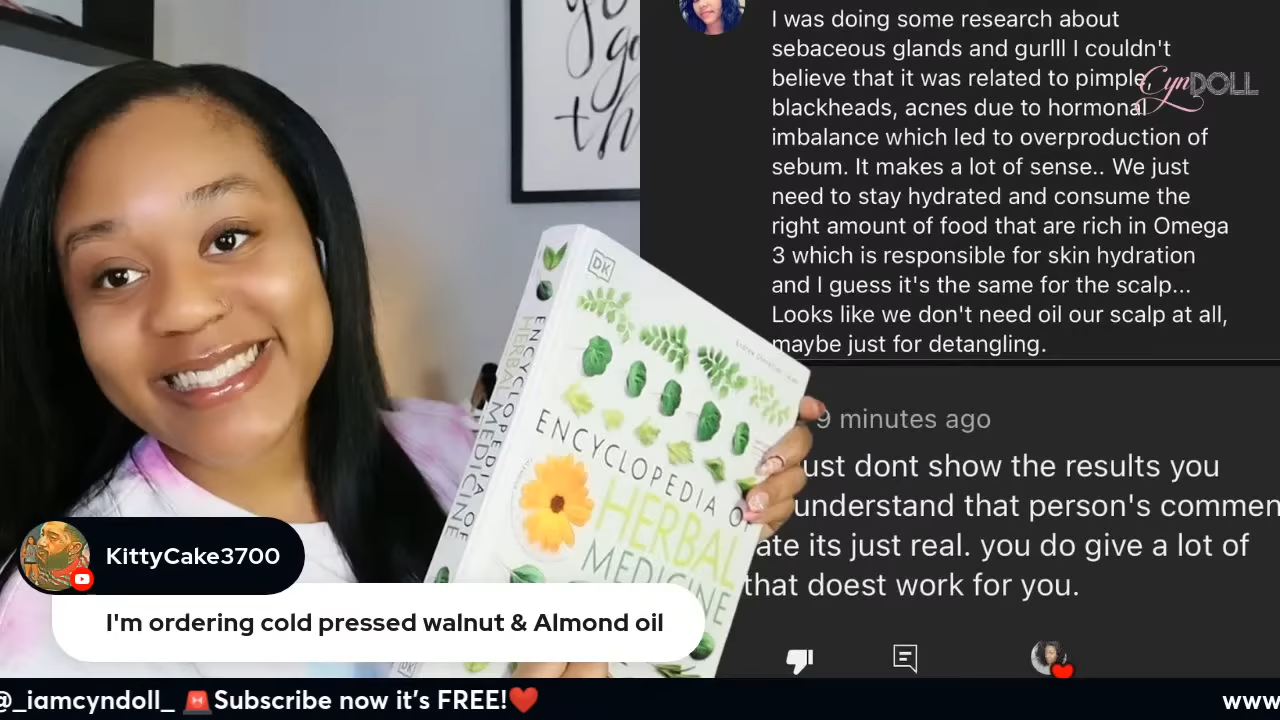 I was doing some research about
sebaceous glands and gurlll I couldn't
believe that it was related to pimple,
blackheads, acnes due to hormonal
imbalance which led to overproduction of
sebum. It makes a lot of sense.. We just
need to stay hydrated and consume the
right amount of food that are rich in Omega
3 which is responsible for skin hydration
and I guess it's the same for the scalp...
Looks like we don't need oil our scalp at all,
maybe just for detangling.
CynDOLL
9 minutes ago
ust dont show the results you
understand that person's commen
ate its just real. you do give a lot of
that doest work for you.
DK
ENCYCLOPEDIA OF
HERBAL
MEDICINE
ENCYCLOPEDIA OF
HERBAL MEDICINE
DK
KittyCake3700
I'm ordering cold pressed walnut & Almond oil
@_iamcyndoll_ 🚨Subscribe now it's FREE!❤️
www